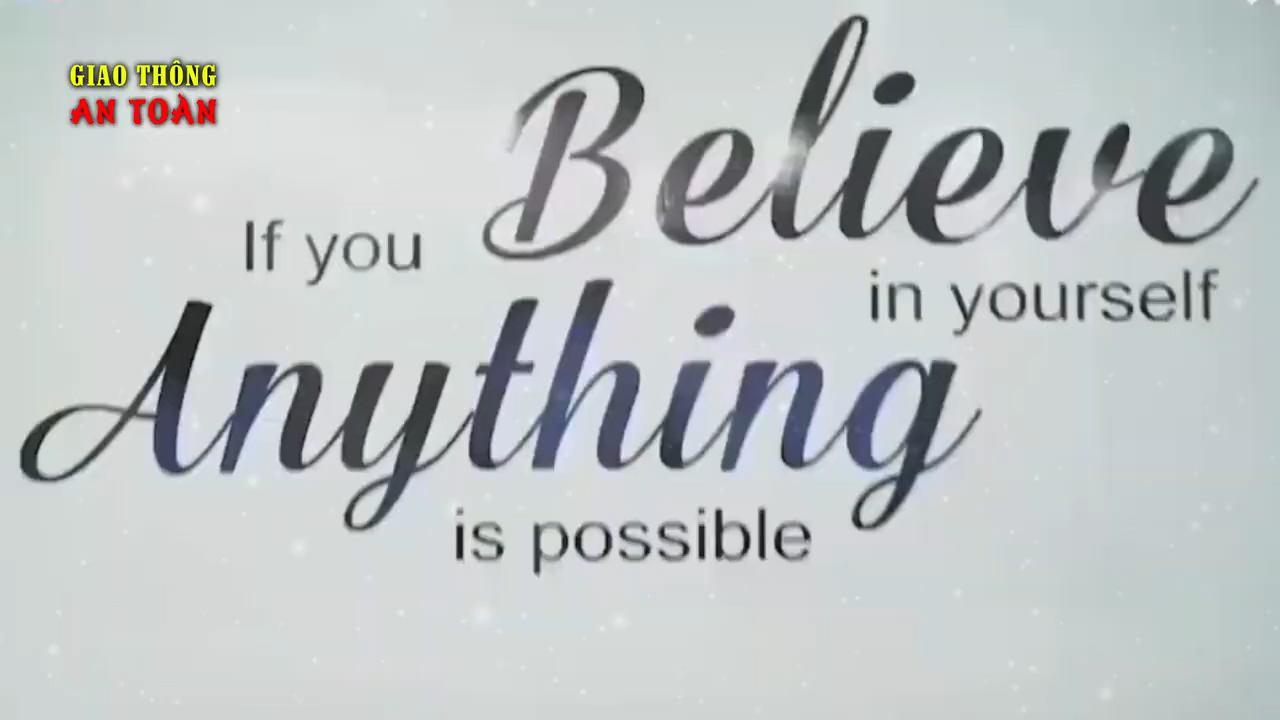 GIAO THÔNG
AN TOÀN
If you Believe
in yourself
Anything
is possible